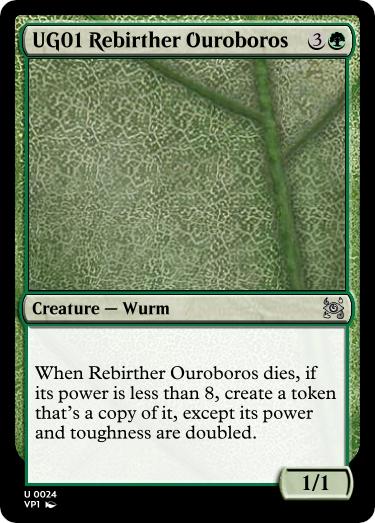 UG01 Rebirther Ouroboros 3
Creature — Wurm
When Rebirther Ouroboros dies, if
its power is less than 8, create a token
that's a copy of it, except its power
and toughness are doubled.
1/1
U 0024
VP1